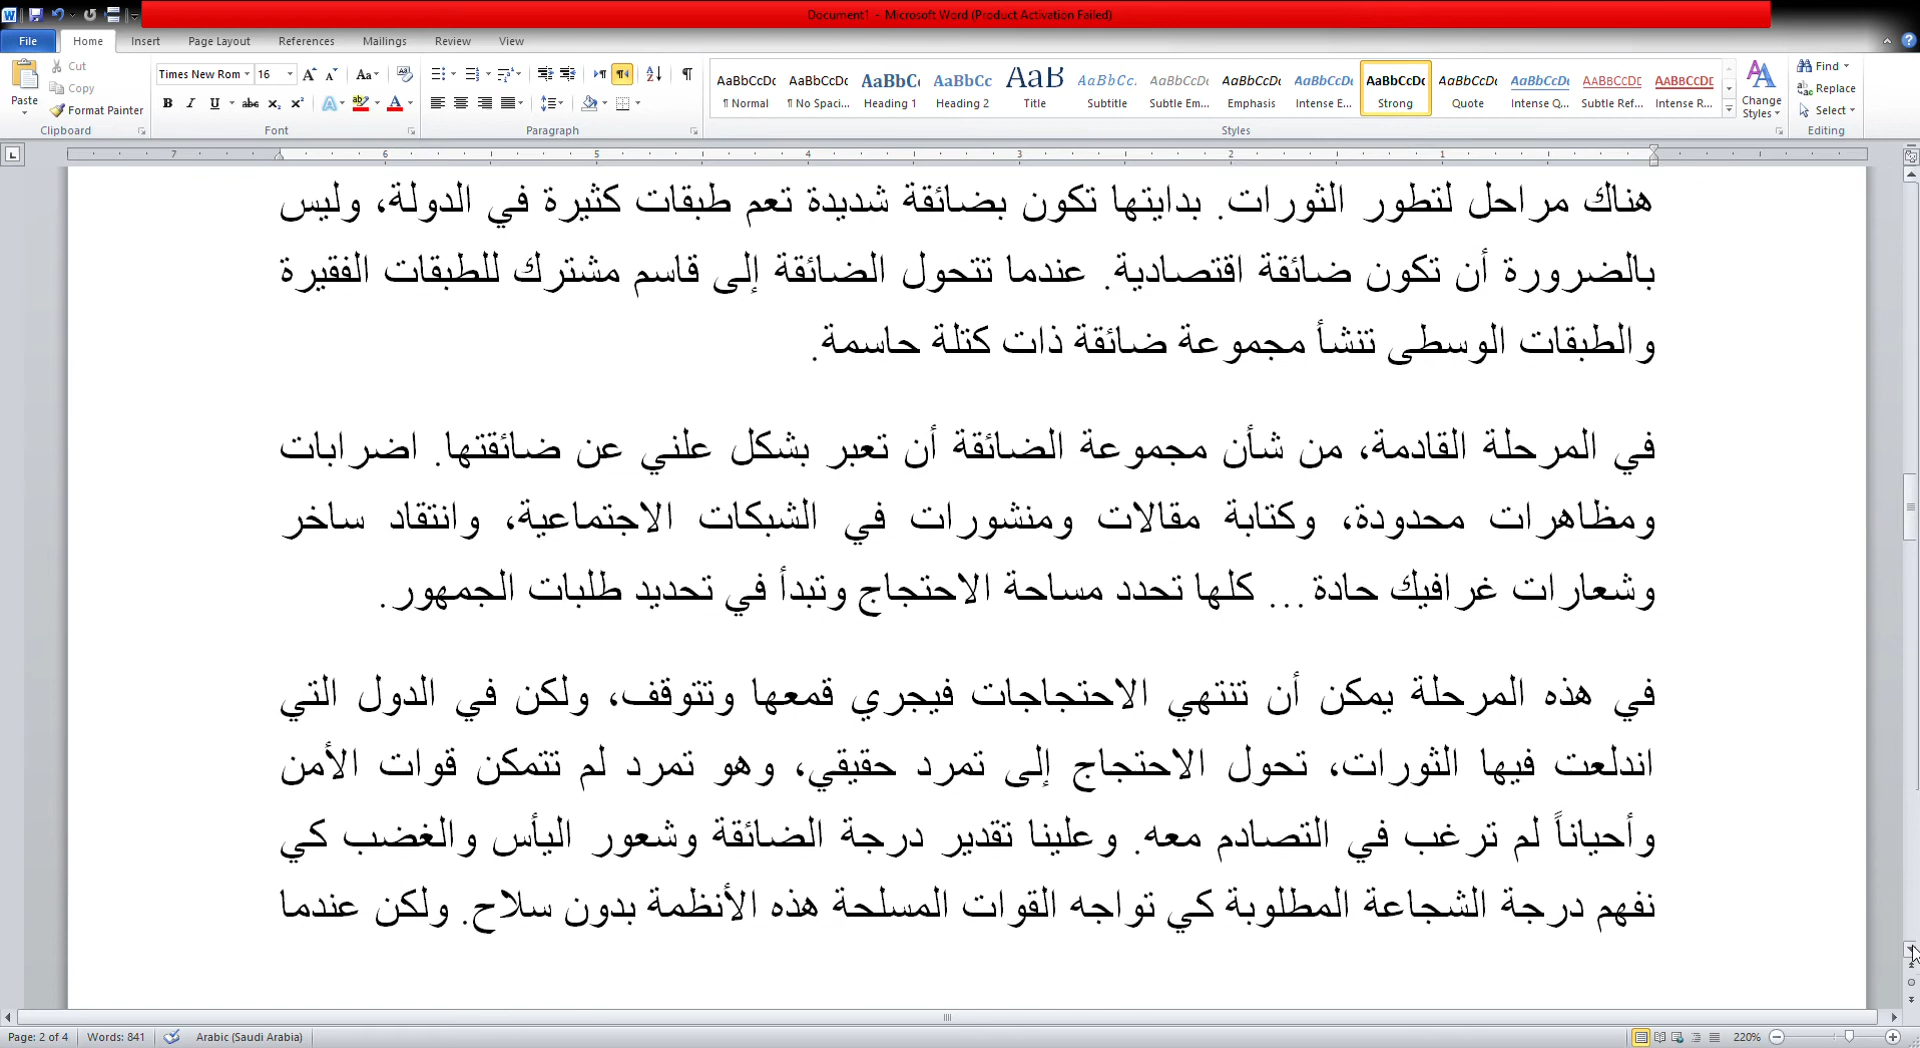 Document1 - Microsoft Word (Product Activation Failed)
File Home Insert Page Layout References Mailings Review View
Paste
Cut
Copy
Format Painter
Clipboard
Times New Rom 16
Font
Paragraph
AaBbCcDc AaBbCcDc AaBbC AaBbCc AaB AaBbCc. AaBbCcDc AaBbCcDc AaBbCcDc AaBbCcDc AaBbCcDc AaBbCcDc AaBbCcDc AaBbCcDc
¶ Normal ¶ No Spaci... Heading 1 Heading 2 Title Subtitle Subtle Em... Emphasis Intense E... Strong Quote Intense Q... Subtle Ref... Intense R...
Styles
Change Styles
Find
Replace
Select
Editing
7 6 5 4 3 2 1
هناك مراحل لتطور الثورات. بدايتها تكون بضائقة شديدة تعم طبقات كثيرة في الدولة، وليس
بالضرورة أن تكون ضائقة اقتصادية. عندما تتحول الضائقة إلى قاسم مشترك للطبقات الفقيرة
والطبقات الوسطى تنشأ مجموعة ضائقة ذات كتلة حاسمة.
في المرحلة القادمة، من شأن مجموعة الضائقة أن تعبر بشكل علني عن ضائقتها. اضرابات
ومظاهرات محدودة، وكتابة مقالات ومنشورات في الشبكات الاجتماعية، وانتقاد ساخر
وشعارات غرافيك حادة... كلها تحدد مساحة الاحتجاج وتبدأ في تحديد طلبات الجمهور.
في هذه المرحلة يمكن أن تنتهي الاحتجاجات فيجري قمعها وتتوقف، ولكن في الدول التي
اندلعت فيها الثورات، تحول الاحتجاج إلى تمرد حقيقي، وهو تمرد لم تتمكن قوات الأمن
وأحياناً لم ترغب في التصادم معه. وعلينا تقدير درجة الضائقة وشعور اليأس والغضب كي
نفهم درجة الشجاعة المطلوبة كي تواجه القوات المسلحة هذه الأنظمة بدون سلاح. ولكن عندما
Page: 2 of 4 Words: 841 Arabic (Saudi Arabia) 220%